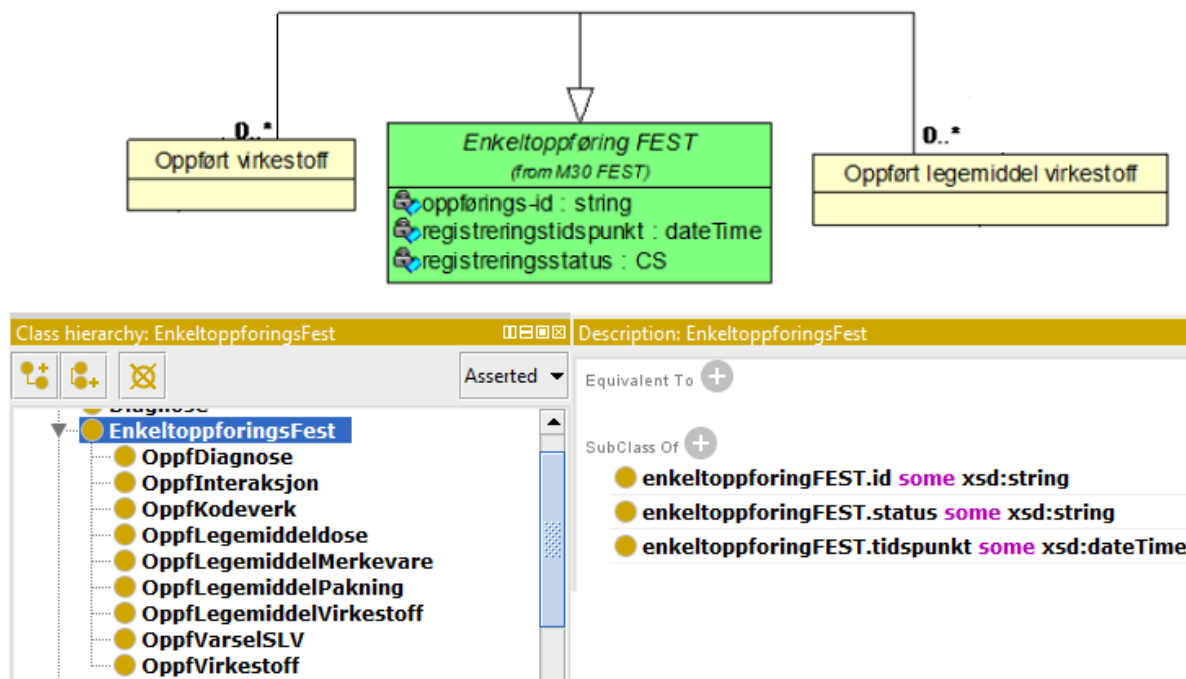 0..*
0..*
Oppført virkestoff
Enkeltoppføring FEST
(from M30 FEST)
oppførings-id : string
registreringstidspunkt : dateTime
registreringsstatus : CS
Oppført legemiddel virkestoff
Class hierarchy: EnkeltoppforingsFest
Asserted
Diagnose
EnkeltoppforingsFest
OppfDiagnose
OppfInteraksjon
OppfKodeverk
OppfLegemiddeldose
OppfLegemiddelMerkevare
OppfLegemiddelPakning
OppfLegemiddelVirkestoff
OppfVarselSLV
OppfVirkestoff
Description: EnkeltoppforingsFest
Equivalent To
SubClass Of
enkeltoppforingFEST.id some xsd:string
enkeltoppforingFEST.status some xsd:string
enkeltoppforingFEST.tidspunkt some xsd:dateTime